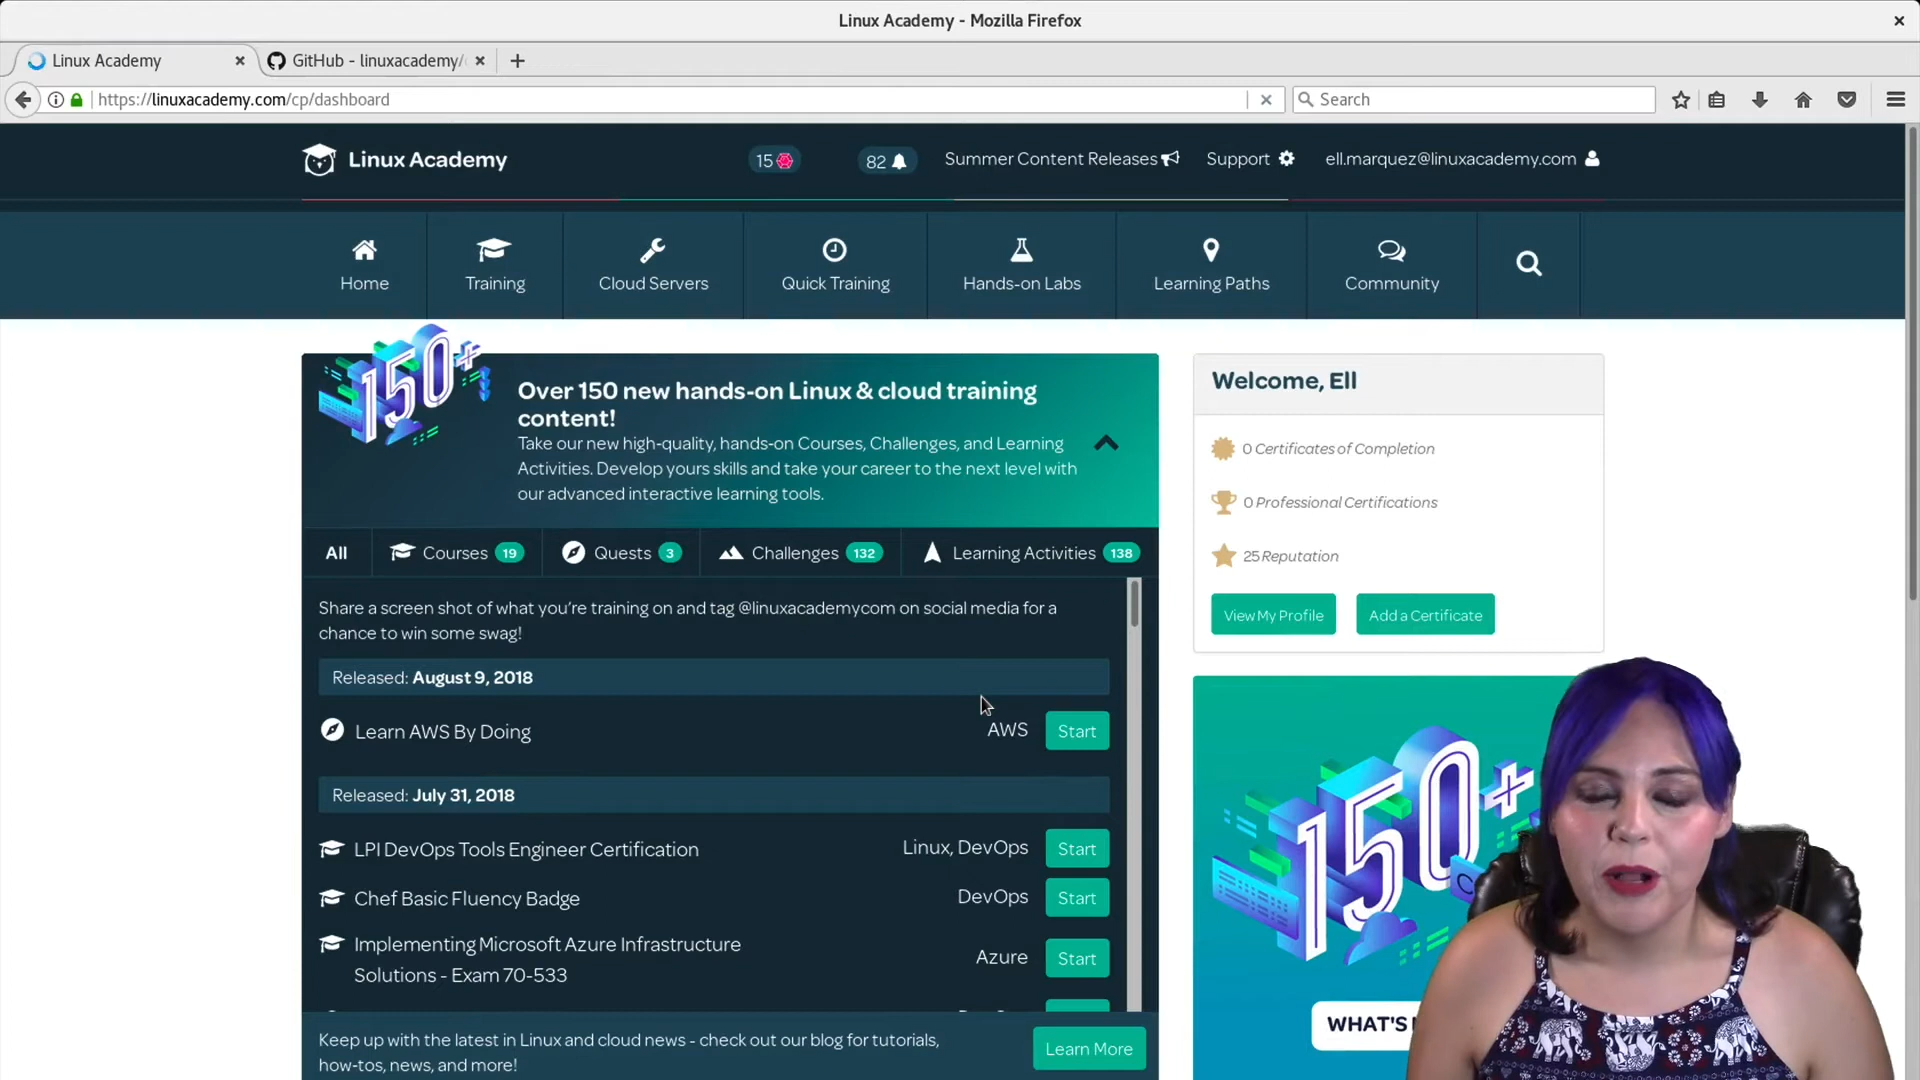 Linux Academy - Mozilla Firefox
Linux Academy
GitHub - linuxacademy/
https://linuxacademy.com/cp/dashboard
Search
Linux Academy
15
82
Summer Content Releases
Support
ell.marquez@linuxacademy.com
Home
Training
Cloud Servers
Quick Training
Hands-on Labs
Learning Paths
Community
150+
Over 150 new hands-on Linux & cloud training
content!
Take our new high-quality, hands-on Courses, Challenges, and Learning
Activities. Develop yours skills and take your career to the next level with
our advanced interactive learning tools.
All
Courses 19
Quests 3
Challenges 132
Learning Activities 138
Share a screen shot of what you're training on and tag @linuxacademycom on social media for a
chance to win some swag!
Released: August 9, 2018
Learn AWS By Doing
AWS
Start
Released: July 31, 2018
LPI DevOps Tools Engineer Certification
Linux, DevOps
Start
Chef Basic Fluency Badge
DevOps
Start
Implementing Microsoft Azure Infrastructure
Solutions - Exam 70-533
Azure
Start
Keep up with the latest in Linux and cloud news - check out our blog for tutorials,
how-tos, news, and more!
Learn More
Welcome, Ell
0 Certificates of Completion
0 Professional Certifications
25 Reputation
View My Profile
Add a Certificate
150+
WHAT'S